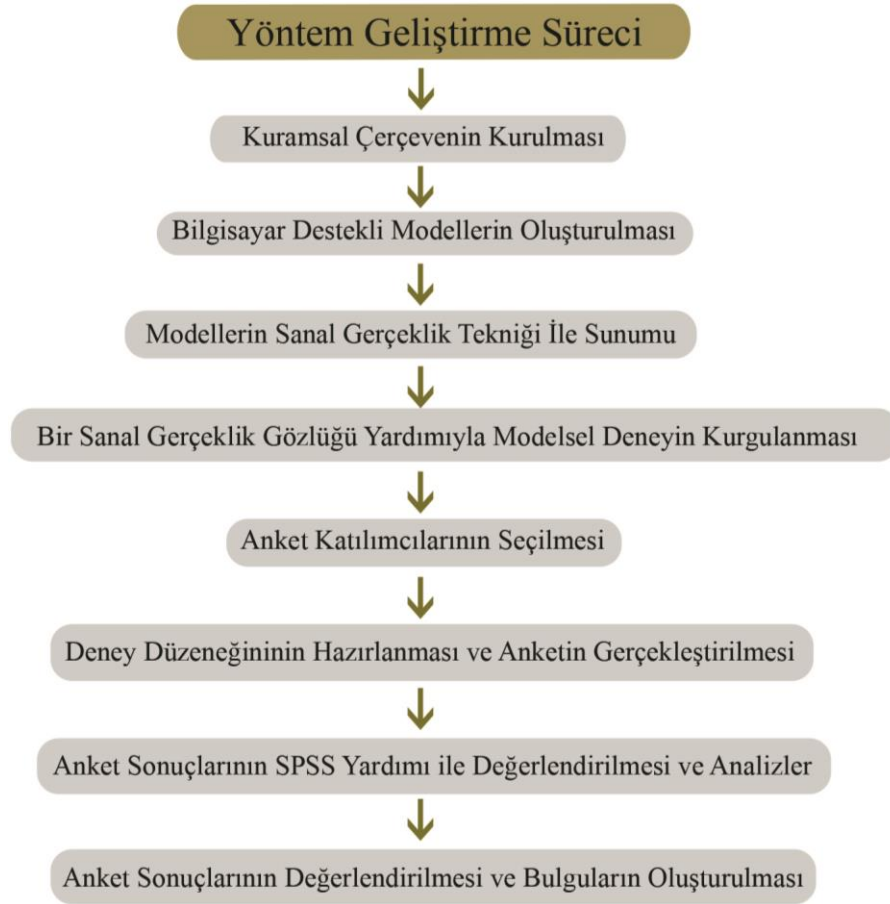 Yöntem Geliştirme Süreci
Kuramsal Çerçevenin Kurulması
Bilgisayar Destekli Modellerin Oluşturulması
Modellerin Sanal Gerçeklik Tekniği İle Sunumu
Bir Sanal Gerçeklik Gözlüğü Yardımıyla Modelsel Deneyin Kurgulanması
Anket Katılımcılarının Seçilmesi
Deney Düzeneğininin Hazırlanması ve Anketin Gerçekleştirilmesi
Anket Sonuçlarının SPSS Yardımı ile Değerlendirilmesi ve Analizler
Anket Sonuçlarının Değerlendirilmesi ve Bulguların Oluşturulması